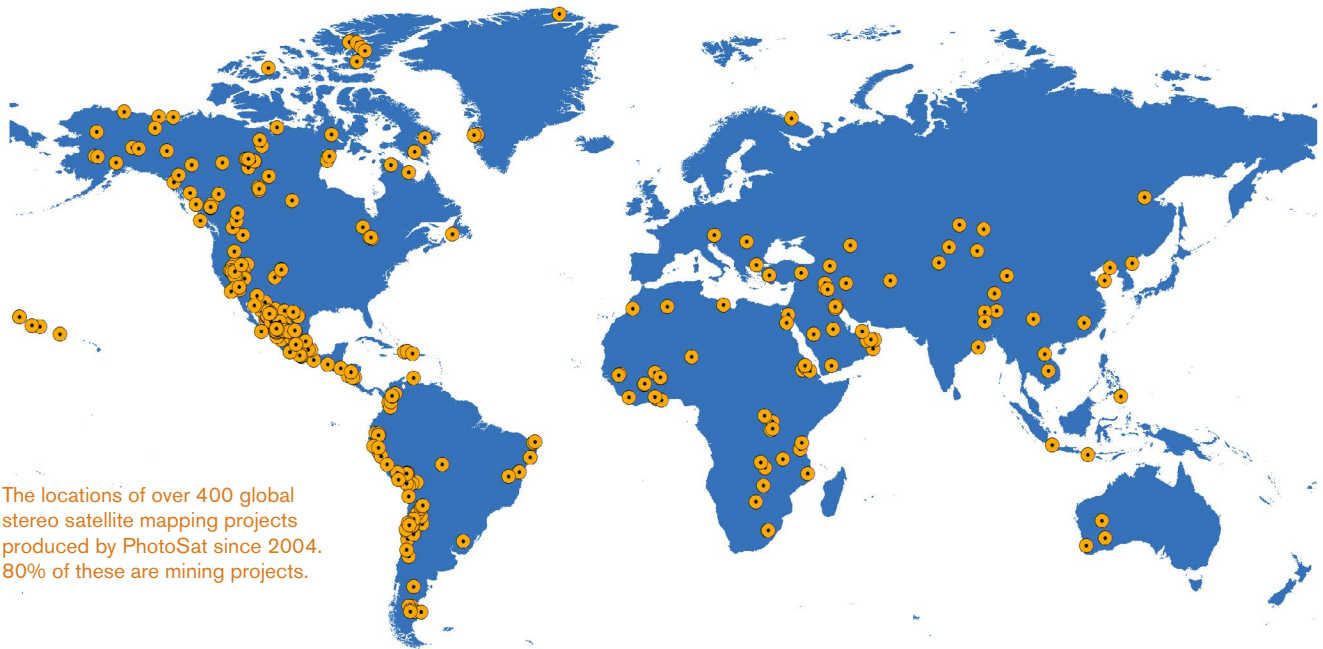 The locations of over 400 global
stereo satellite mapping projects
produced by PhotoSat since 2004.
80% of these are mining projects.